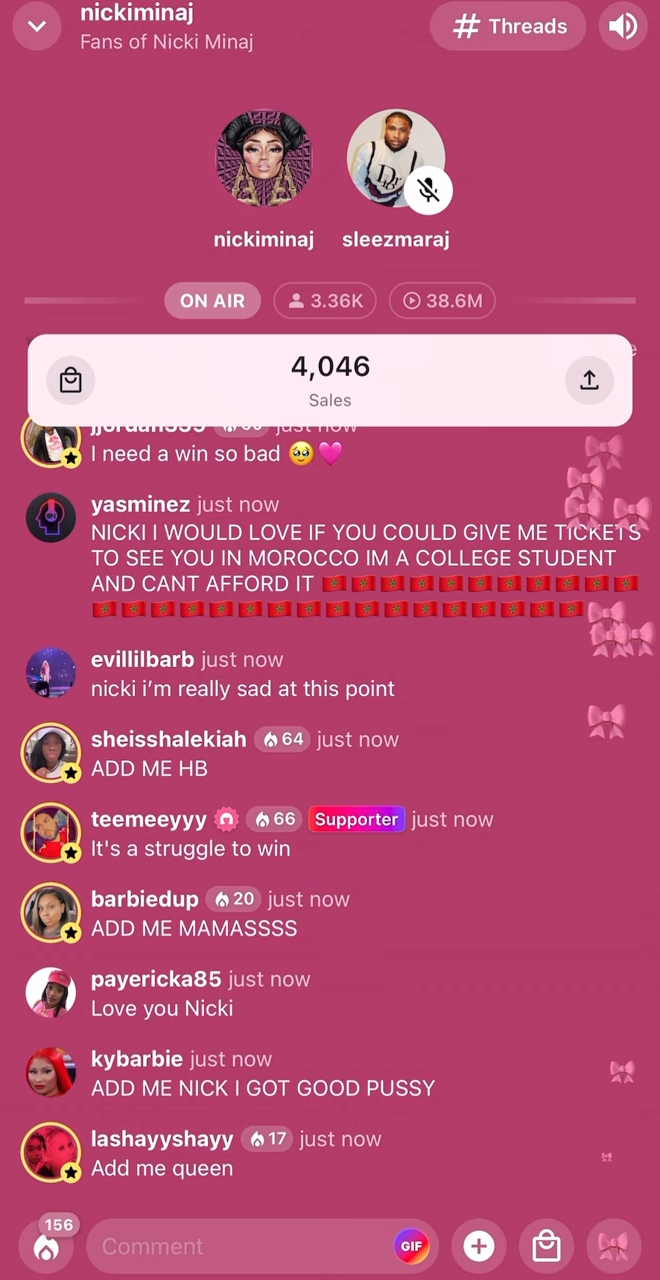 nickiminaj
Fans of Nicki Minaj
# Threads
Dr
nickiminaj
sleezmaraj
ON AIR
3.36K
38.6M
4,046
Sales
just now
I need a win so bad 🥹💗
yasminez just now
NICKI I WOULD LOVE IF YOU COULD GIVE ME TICKETS
TO SEE YOU IN MOROCCO IM A COLLEGE STUDENT
AND CANT AFFORD IT 🇲🇦🇲🇦🇲🇦🇲🇦🇲🇦🇲🇦🇲🇦🇲🇦🇲🇦🇲🇦🇲🇦
🇲🇦🇲🇦🇲🇦🇲🇦🇲🇦🇲🇦🇲🇦🇲🇦🇲🇦🇲🇦🇲🇦🇲🇦🇲🇦🇲🇦🇲🇦🇲🇦🇲🇦
evillilbarb just now
nicki i’m really sad at this point
sheisshalekiah 64 just now
ADD ME HB
teemeeyyy 66 Supporter just now
It's a struggle to win
barbiedup 20 just now
ADD ME MAMASSSS
payericka85 just now
Love you Nicki
kybarbie just now
ADD ME NICK I GOT GOOD PUSSY
lashayyshayy 17 just now
Add me queen
156
Comment
GIF